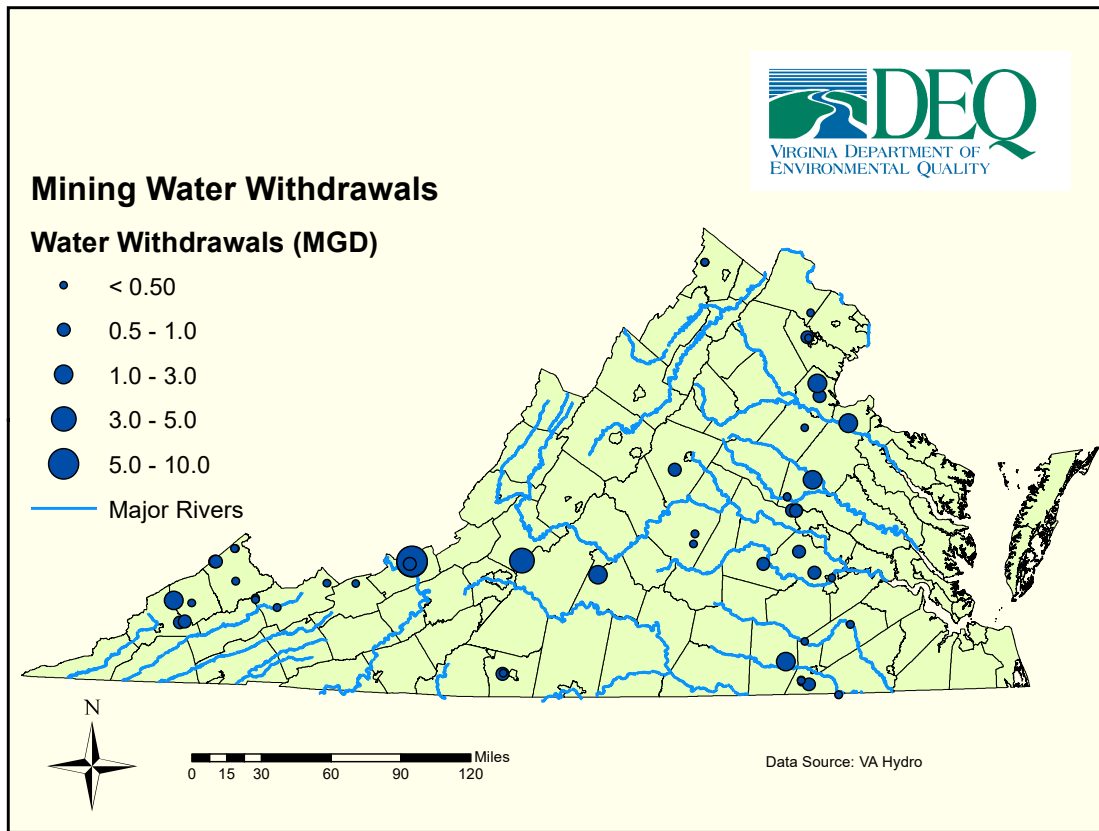 DEQ
VIRGINIA DEPARTMENT OF
ENVIRONMENTAL QUALITY
Mining Water Withdrawals
Water Withdrawals (MGD)
< 0.50
0.5 - 1.0
1.0 - 3.0
3.0 - 5.0
5.0 - 10.0
Major Rivers
N
Miles
0 15 30 60 90 120
Data Source: VA Hydro